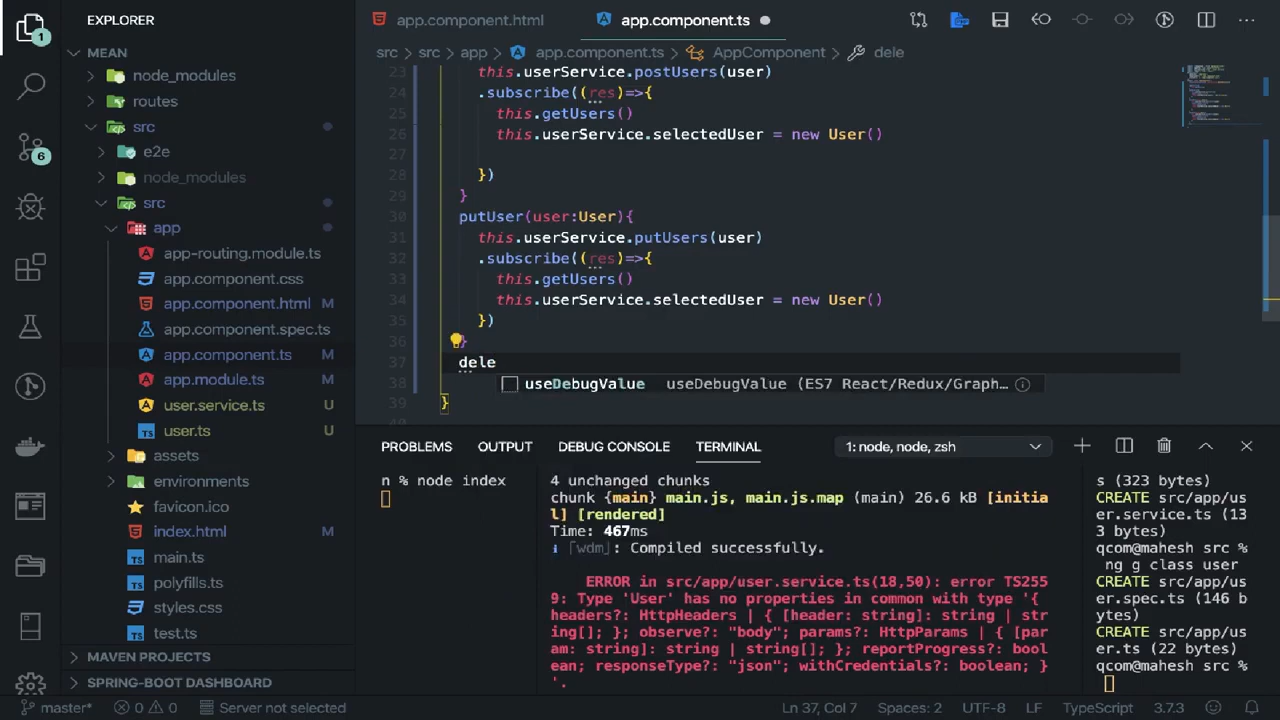 EXPLORER
MEAN
node_modules
routes
src
e2e
node_modules
src
app
app-routing.module.ts
app.component.css
app.component.html M
app.component.spec.ts
app.component.ts M
app.module.ts M
user.service.ts U
user.ts U
assets
environments
favicon.ico
index.html M
main.ts
polyfills.ts
styles.css
test.ts
MAVEN PROJECTS
SPRING-BOOT DASHBOARD
1
6
app.component.html app.component.ts
src > src > app > app.component.ts > AppComponent > dele
23 this.userService.postUsers(user)
24 .subscribe((res)=>{
25 this.getUsers()
26 this.userService.selectedUser = new User()
27
28 })
29 }
30 putUser(user:User){
31 this.userService.putUsers(user)
32 .subscribe((res)=>{
33 this.getUsers()
34 this.userService.selectedUser = new User()
35 })
36 }
37 dele
useDebugValue useDebugValue (ES7 React/Redux/Graph…
38
39 }
40
PROBLEMS OUTPUT DEBUG CONSOLE TERMINAL 1: node, node, zsh
n % node index
4 unchanged chunks
chunk {main} main.js, main.js.map (main) 26.6 kB [initia
l] [rendered]
Time: 467ms
ℹ ｢wdm｣: Compiled successfully.
ERROR in src/app/user.service.ts(18,50): error TS255
9: Type 'User' has no properties in common with type '{
headers?: HttpHeaders | { [header: string]: string | str
ing[]; }; observe?: "body"; params?: HttpParams | { [par
am: string]: string | string[]; }; reportProgress?: bool
ean; responseType?: "json"; withCredentials?: boolean; }
'.
s (323 bytes)
CREATE src/app/us
er.service.ts (13
3 bytes)
qcom@mahesh src %
ng g class user
CREATE src/app/us
er.spec.ts (146 b
ytes)
CREATE src/app/us
er.ts (22 bytes)
qcom@mahesh src %
master* 0 0 Server not selected Ln 37, Col 7 Spaces: 2 UTF-8 LF TypeScript 3.7.3